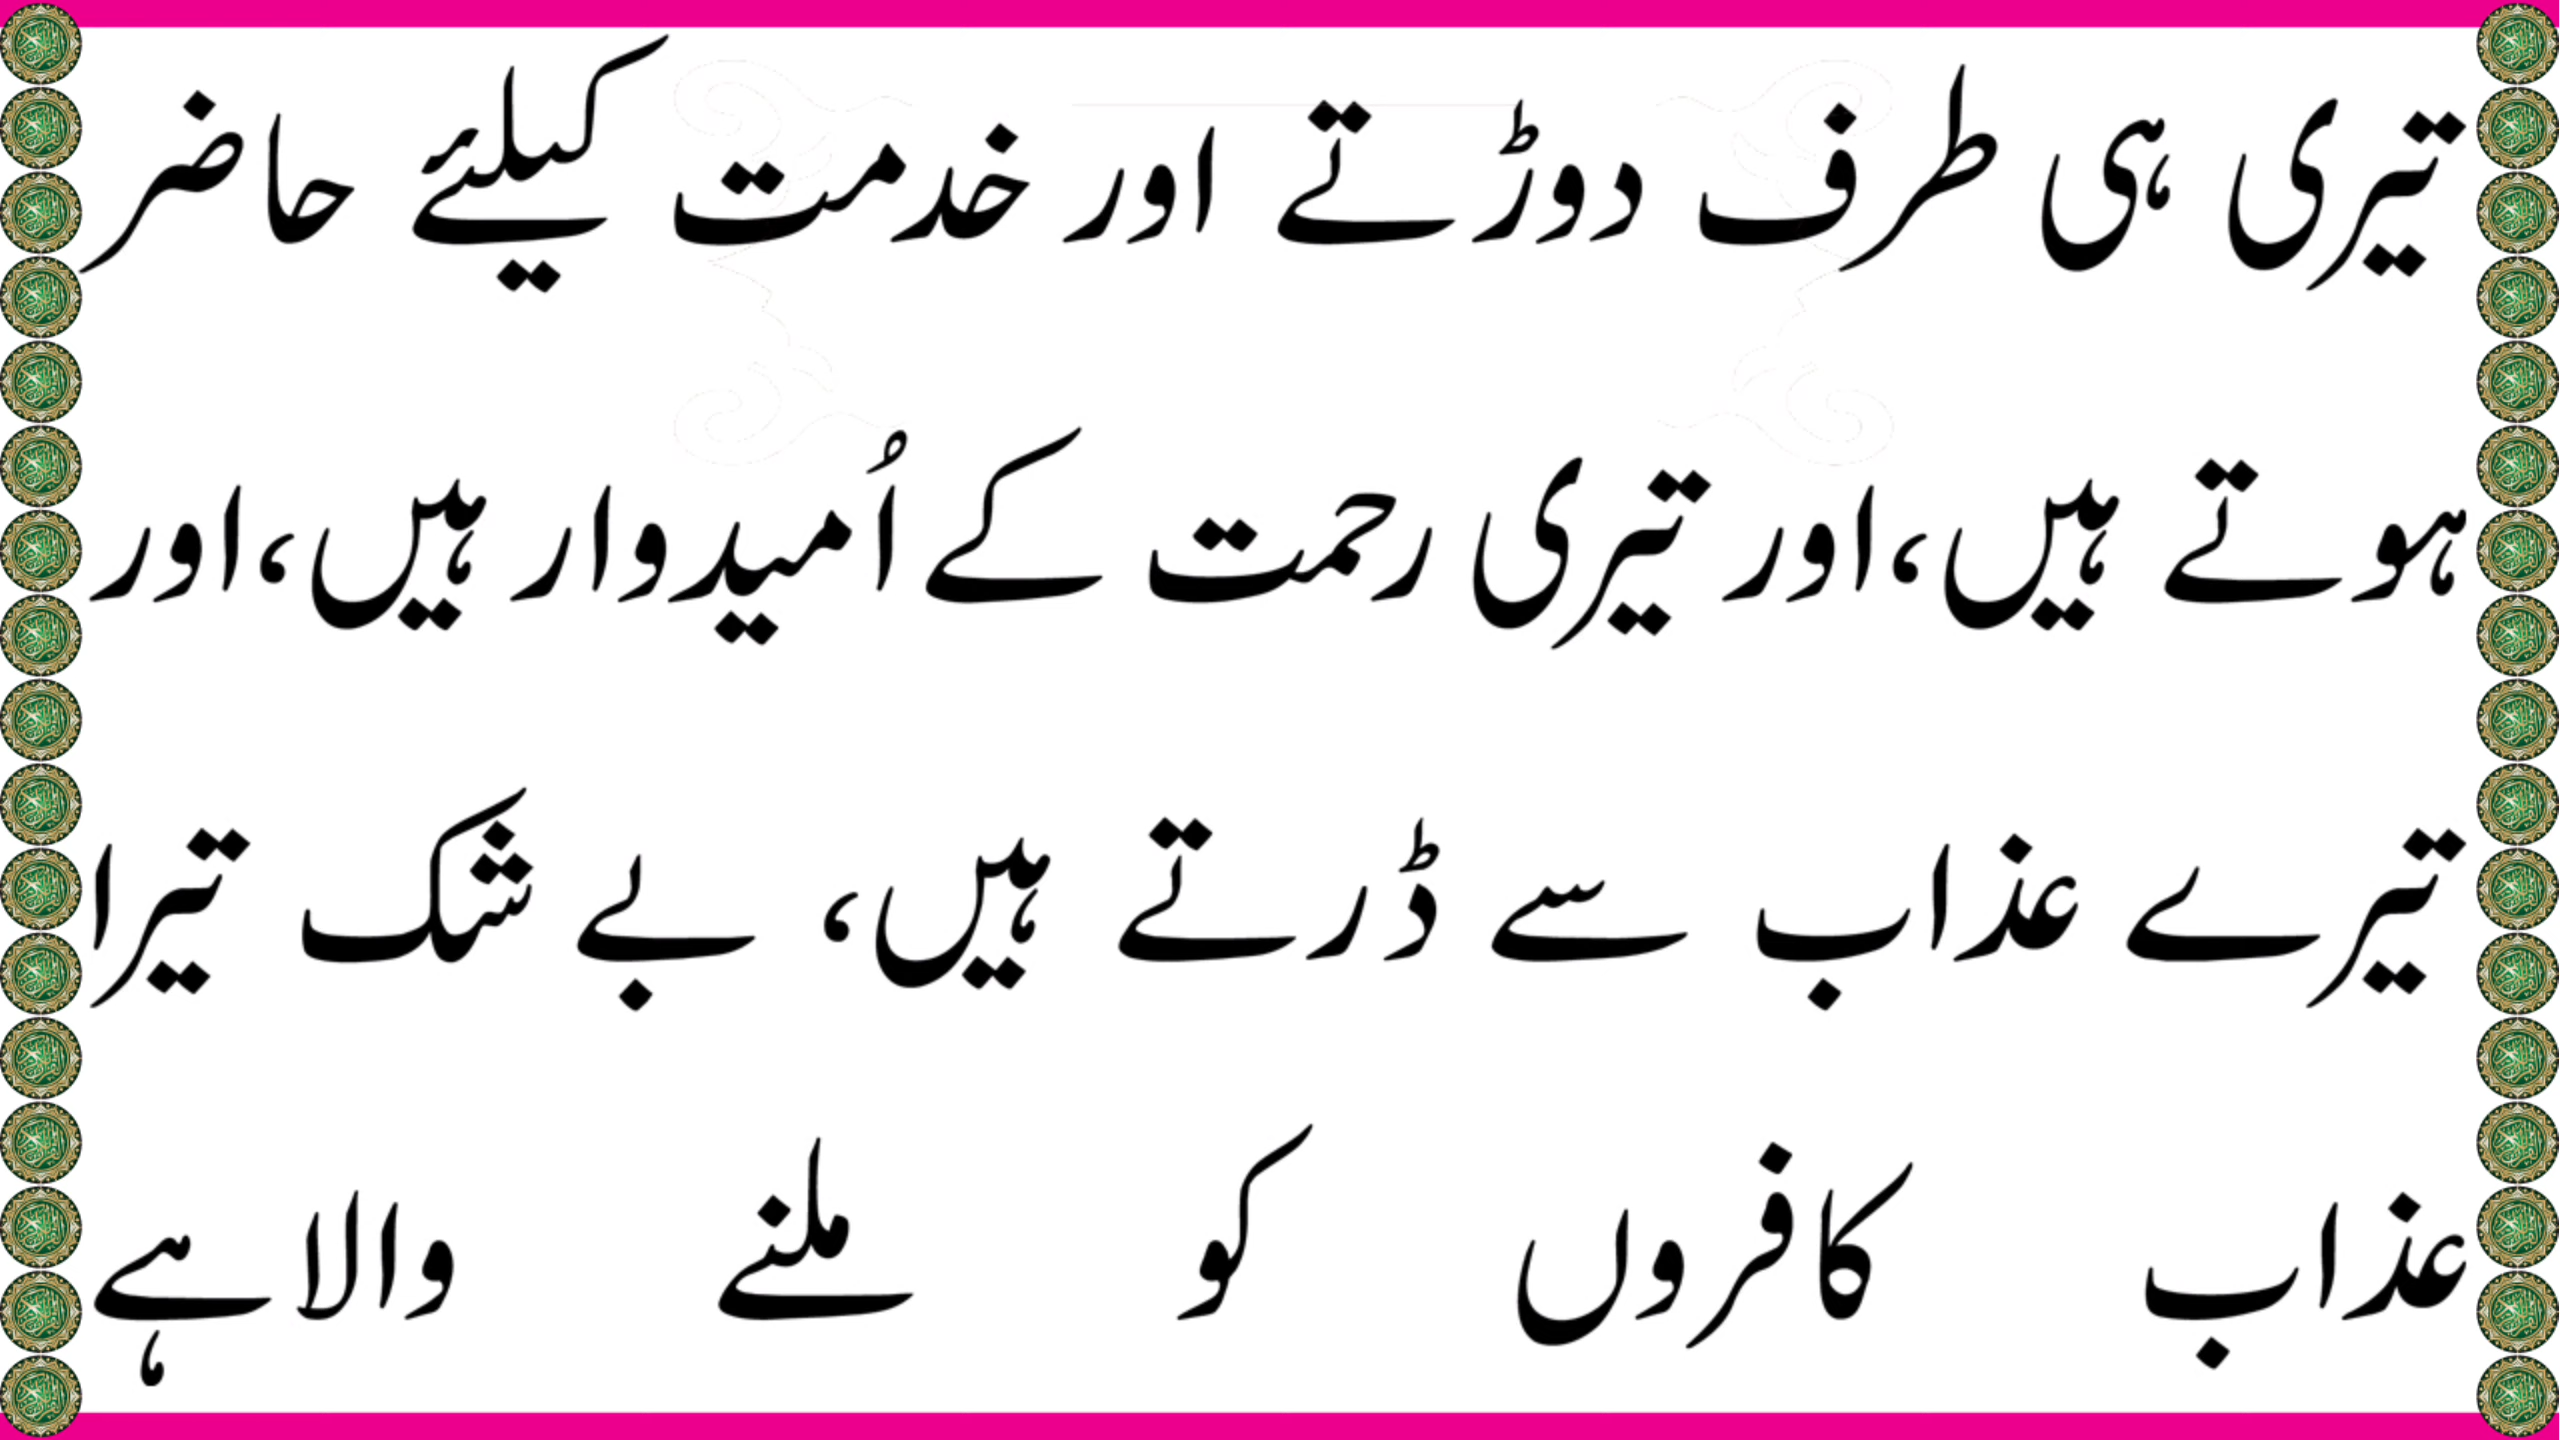 تیری ہی طرف دوڑتے اور خدمت کیلئے حاضر
ہوتے ہیں،اور تیری رحمت کے اُمیدوار ہیں،اور
تیرے عذاب سے ڈرتے ہیں، بے شک تیرا
عذاب کافروں کو ملنے والا ہے